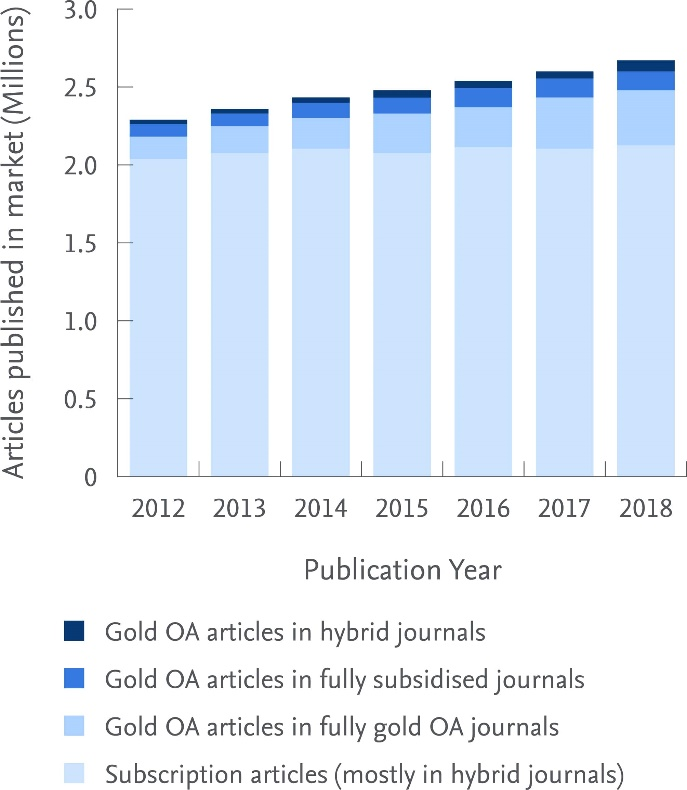 Articles published in market (Millions)
3.0
2.5
2.0
1.5
1.0
0.5
0
2012 2013 2014 2015 2016 2017 2018
Publication Year
Gold OA articles in hybrid journals
Gold OA articles in fully subsidised journals
Gold OA articles in fully gold OA journals
Subscription articles (mostly in hybrid journals)